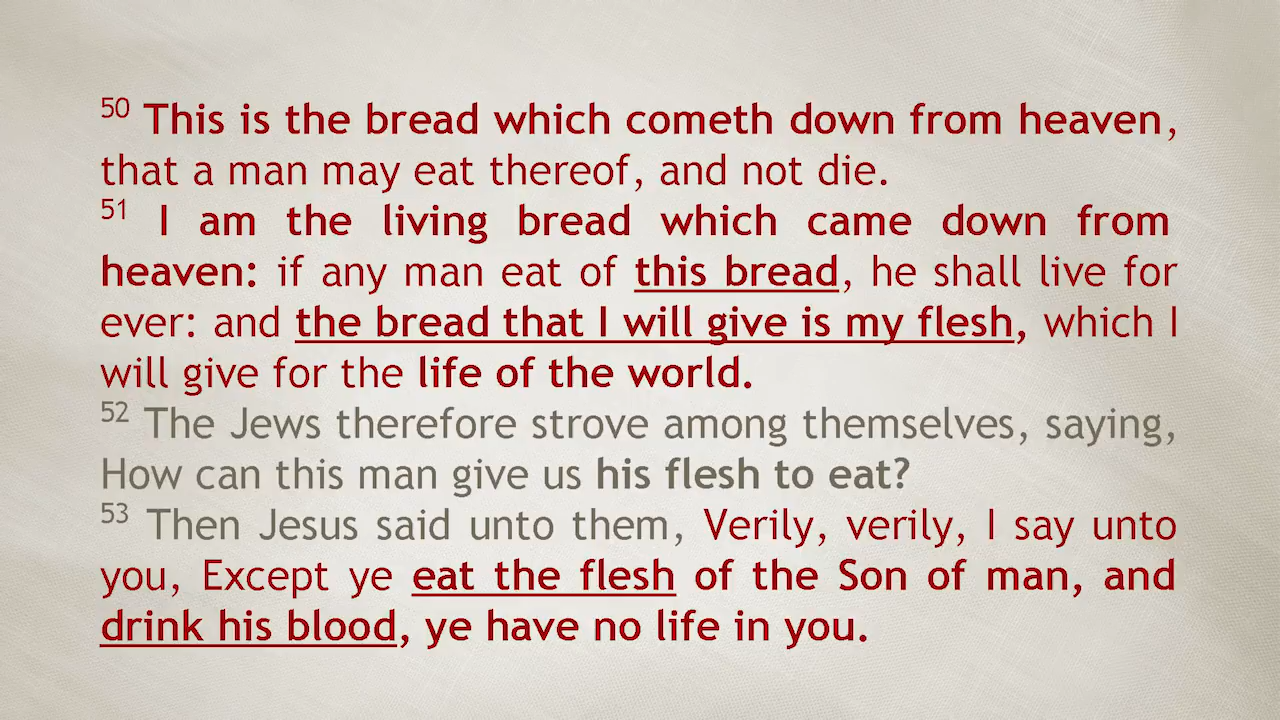 50 This is the bread which cometh down from heaven,
that a man may eat thereof, and not die.
51 I am the living bread which came down from
heaven: if any man eat of this bread, he shall live for
ever: and the bread that I will give is my flesh, which I
will give for the life of the world.
52 The Jews therefore strove among themselves, saying,
How can this man give us his flesh to eat?
53 Then Jesus said unto them, Verily, verily, I say unto
you, Except ye eat the flesh of the Son of man, and
drink his blood, ye have no life in you.